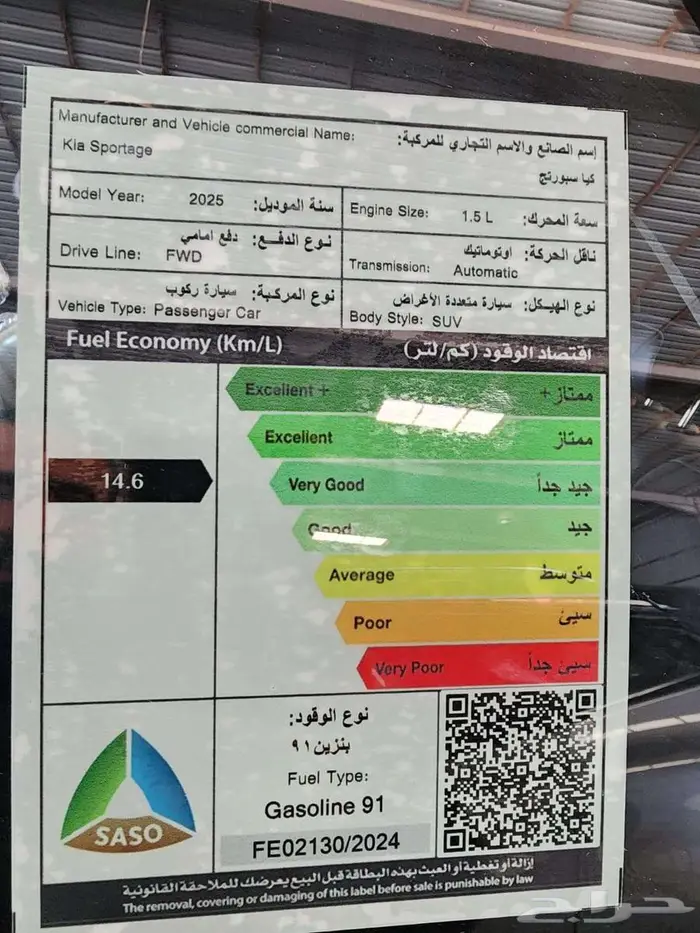 Manufacturer and Vehicle commercial Name:
إسم الصانع والاسم التجاري للمركبة:
Kia Sportage
كيا سبورتج
Model Year: 2025 سنة الموديل:
Engine Size: 1.5 L سعة المحرك:
نوع الدفـــع: دفع امامي
Drive Line: FWD
ناقل الحركة: اوتوماتيك
Transmission: Automatic
نوع المركبة: سيارة ركوب
Vehicle Type: Passenger Car
نوع الهيكل: سيارة متعددة الأغراض
Body Style: SUV
Fuel Economy (Km/L)
اقتصاد الوقود (كم/لتر)
Excellent + ممتاز +
Excellent ممتاز
14.6
Very Good جيد جداً
Good جيد
Average متوسط
Poor سيئ
Very Poor سيئ جداً
SASO
نوع الوقود:
بنزين ٩١
Fuel Type:
Gasoline 91
FE02130/2024
إزالة أو تغطية أو العبث بهذه البطاقة قبل البيع يعرضك للملاحقة القانونية
The removal, covering or damaging of this label before sale is punishable by law
حراج